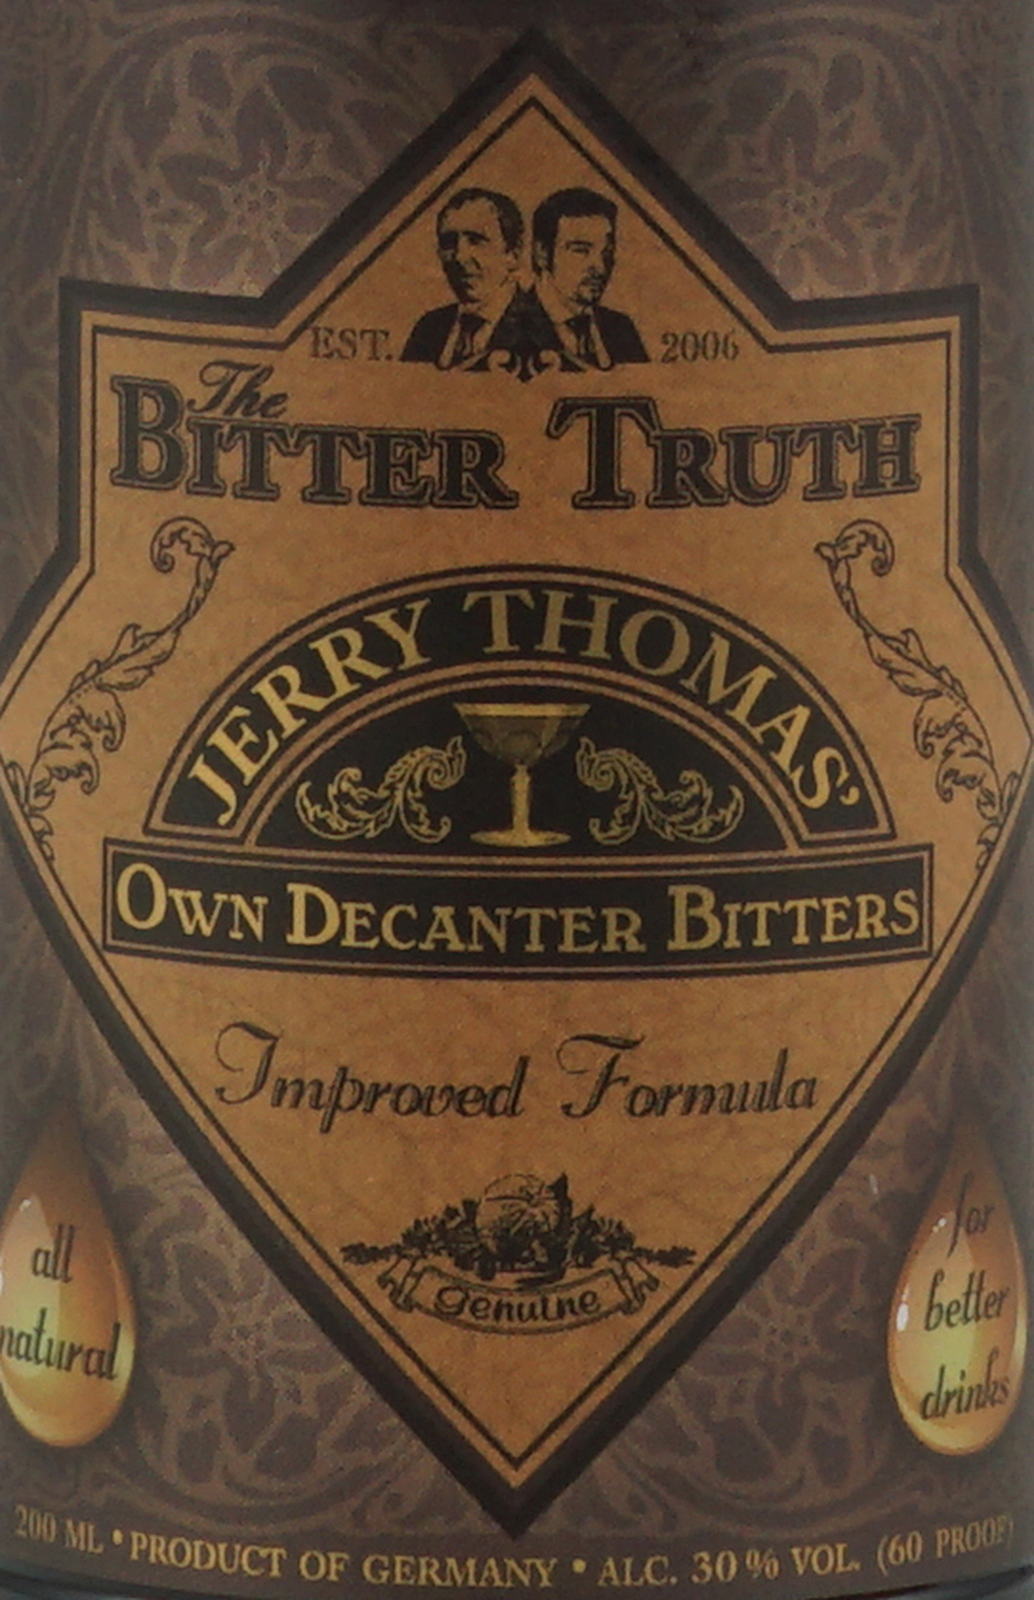 EST. 2006
The
BITTER TRUTH
JERRY THOMAS'
OWN DECANTER BITTERS
Improved Formula
Genuine
all
natural
for
better
drinks
200 ML • PRODUCT OF GERMANY • ALC. 30 % VOL. (60 PROOF)